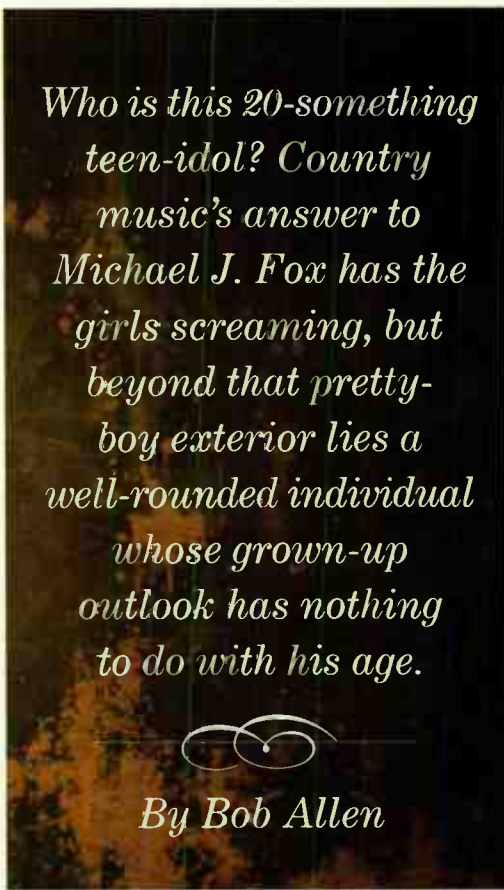 Who is this 20-something
teen-idol? Country
music's answer to
Michael J. Fox has the
girls screaming, but
beyond that pretty-
boy exterior lies a
well-rounded individual
whose grown-up
outlook has nothing
to do with his age.
By Bob Allen